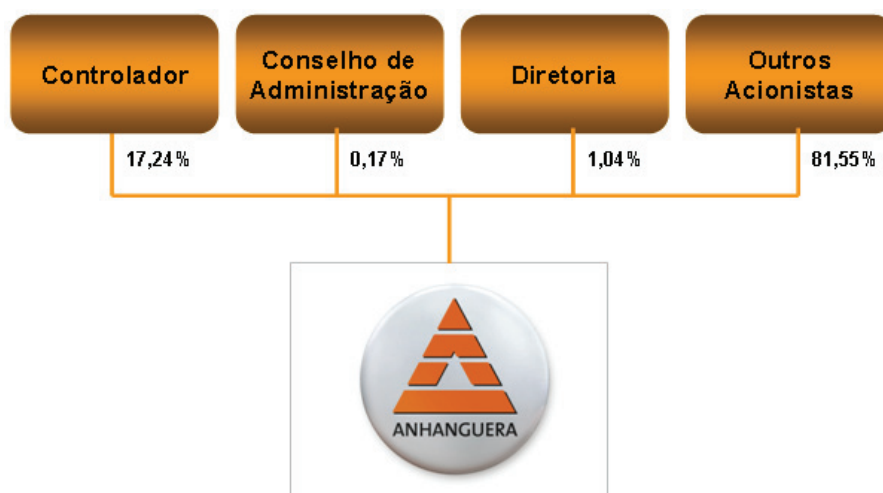 Controlador
Conselho de
Administração
Diretoria
Outros
Acionistas
17,24%
0,17%
1,04%
81,55%
ANHANGUERA